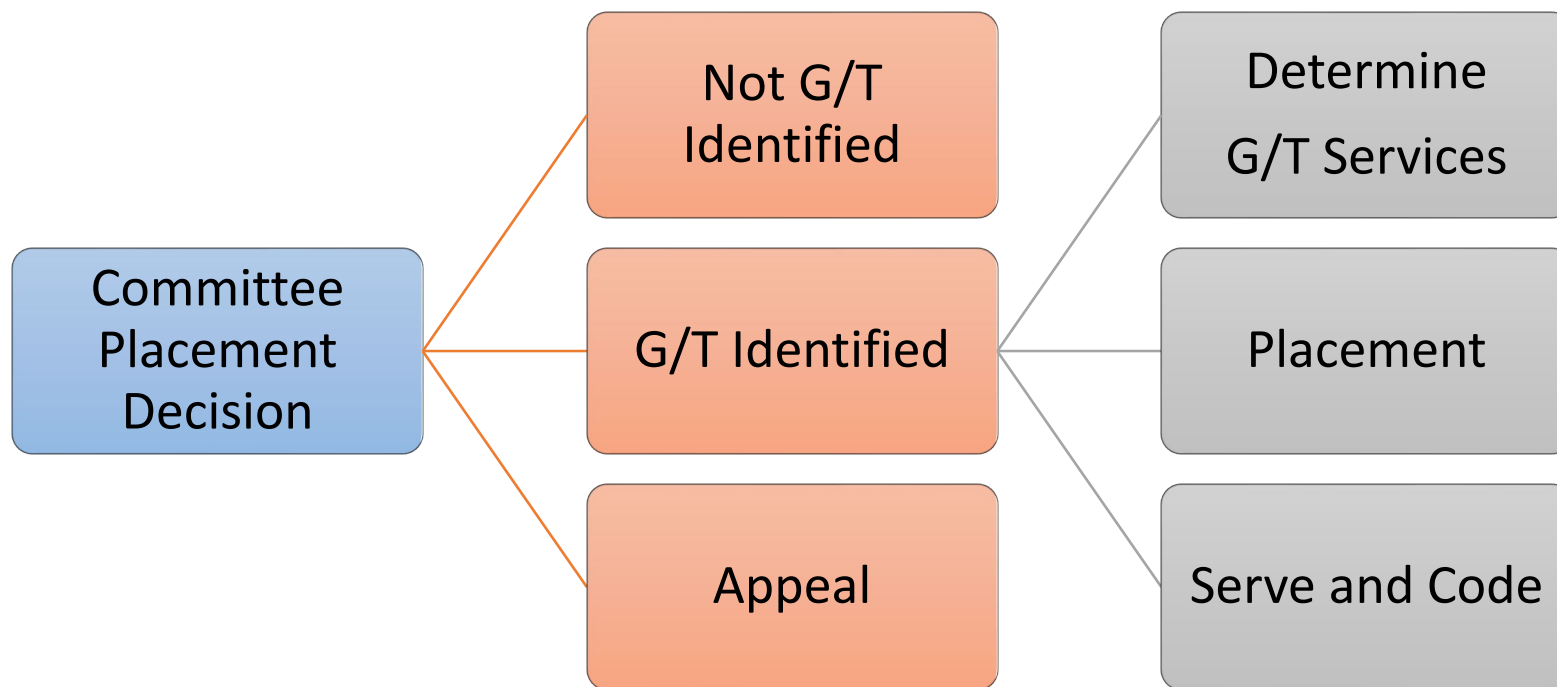 Committee
Placement
Decision
Not G/T
Identified
G/T Identified
Appeal
Determine
G/T Services
Placement
Serve and Code